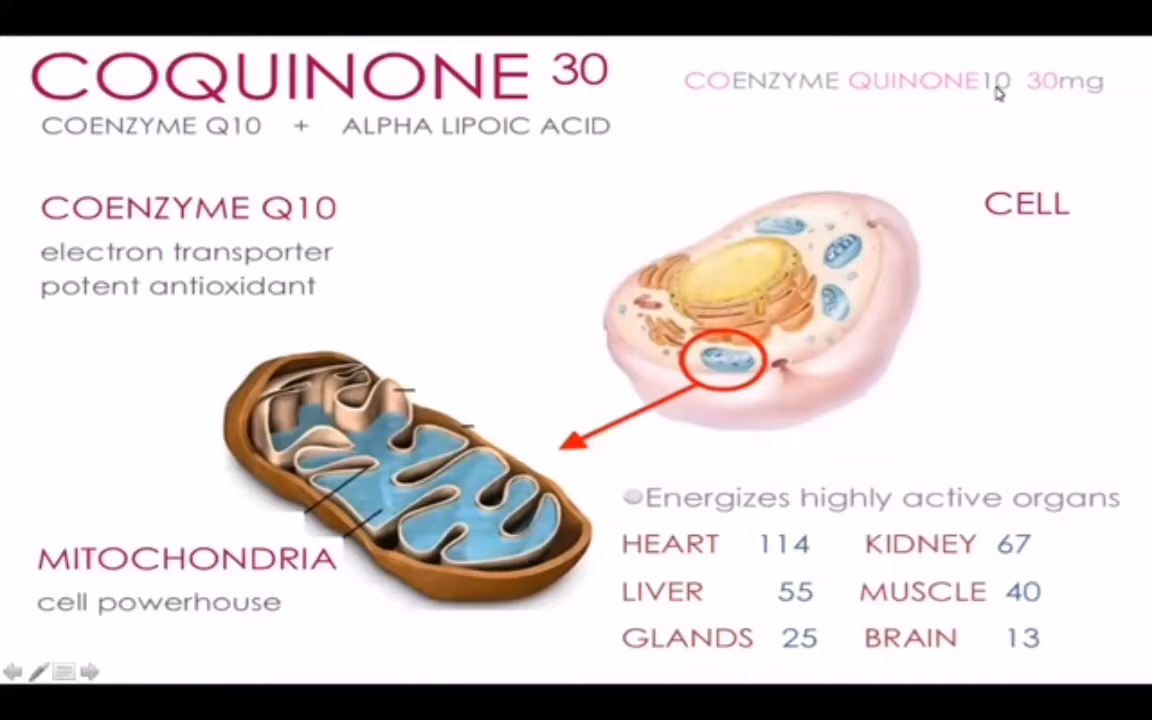 COQUINONE 30
COENZYME QUINONE10 30mg
COENZYME Q10 + ALPHA LIPOIC ACID
COENZYME Q10
electron transporter
potent antioxidant
CELL
MITOCHONDRIA
cell powerhouse
Energizes highly active organs
HEART 114 KIDNEY 67
LIVER 55 MUSCLE 40
GLANDS 25 BRAIN 13